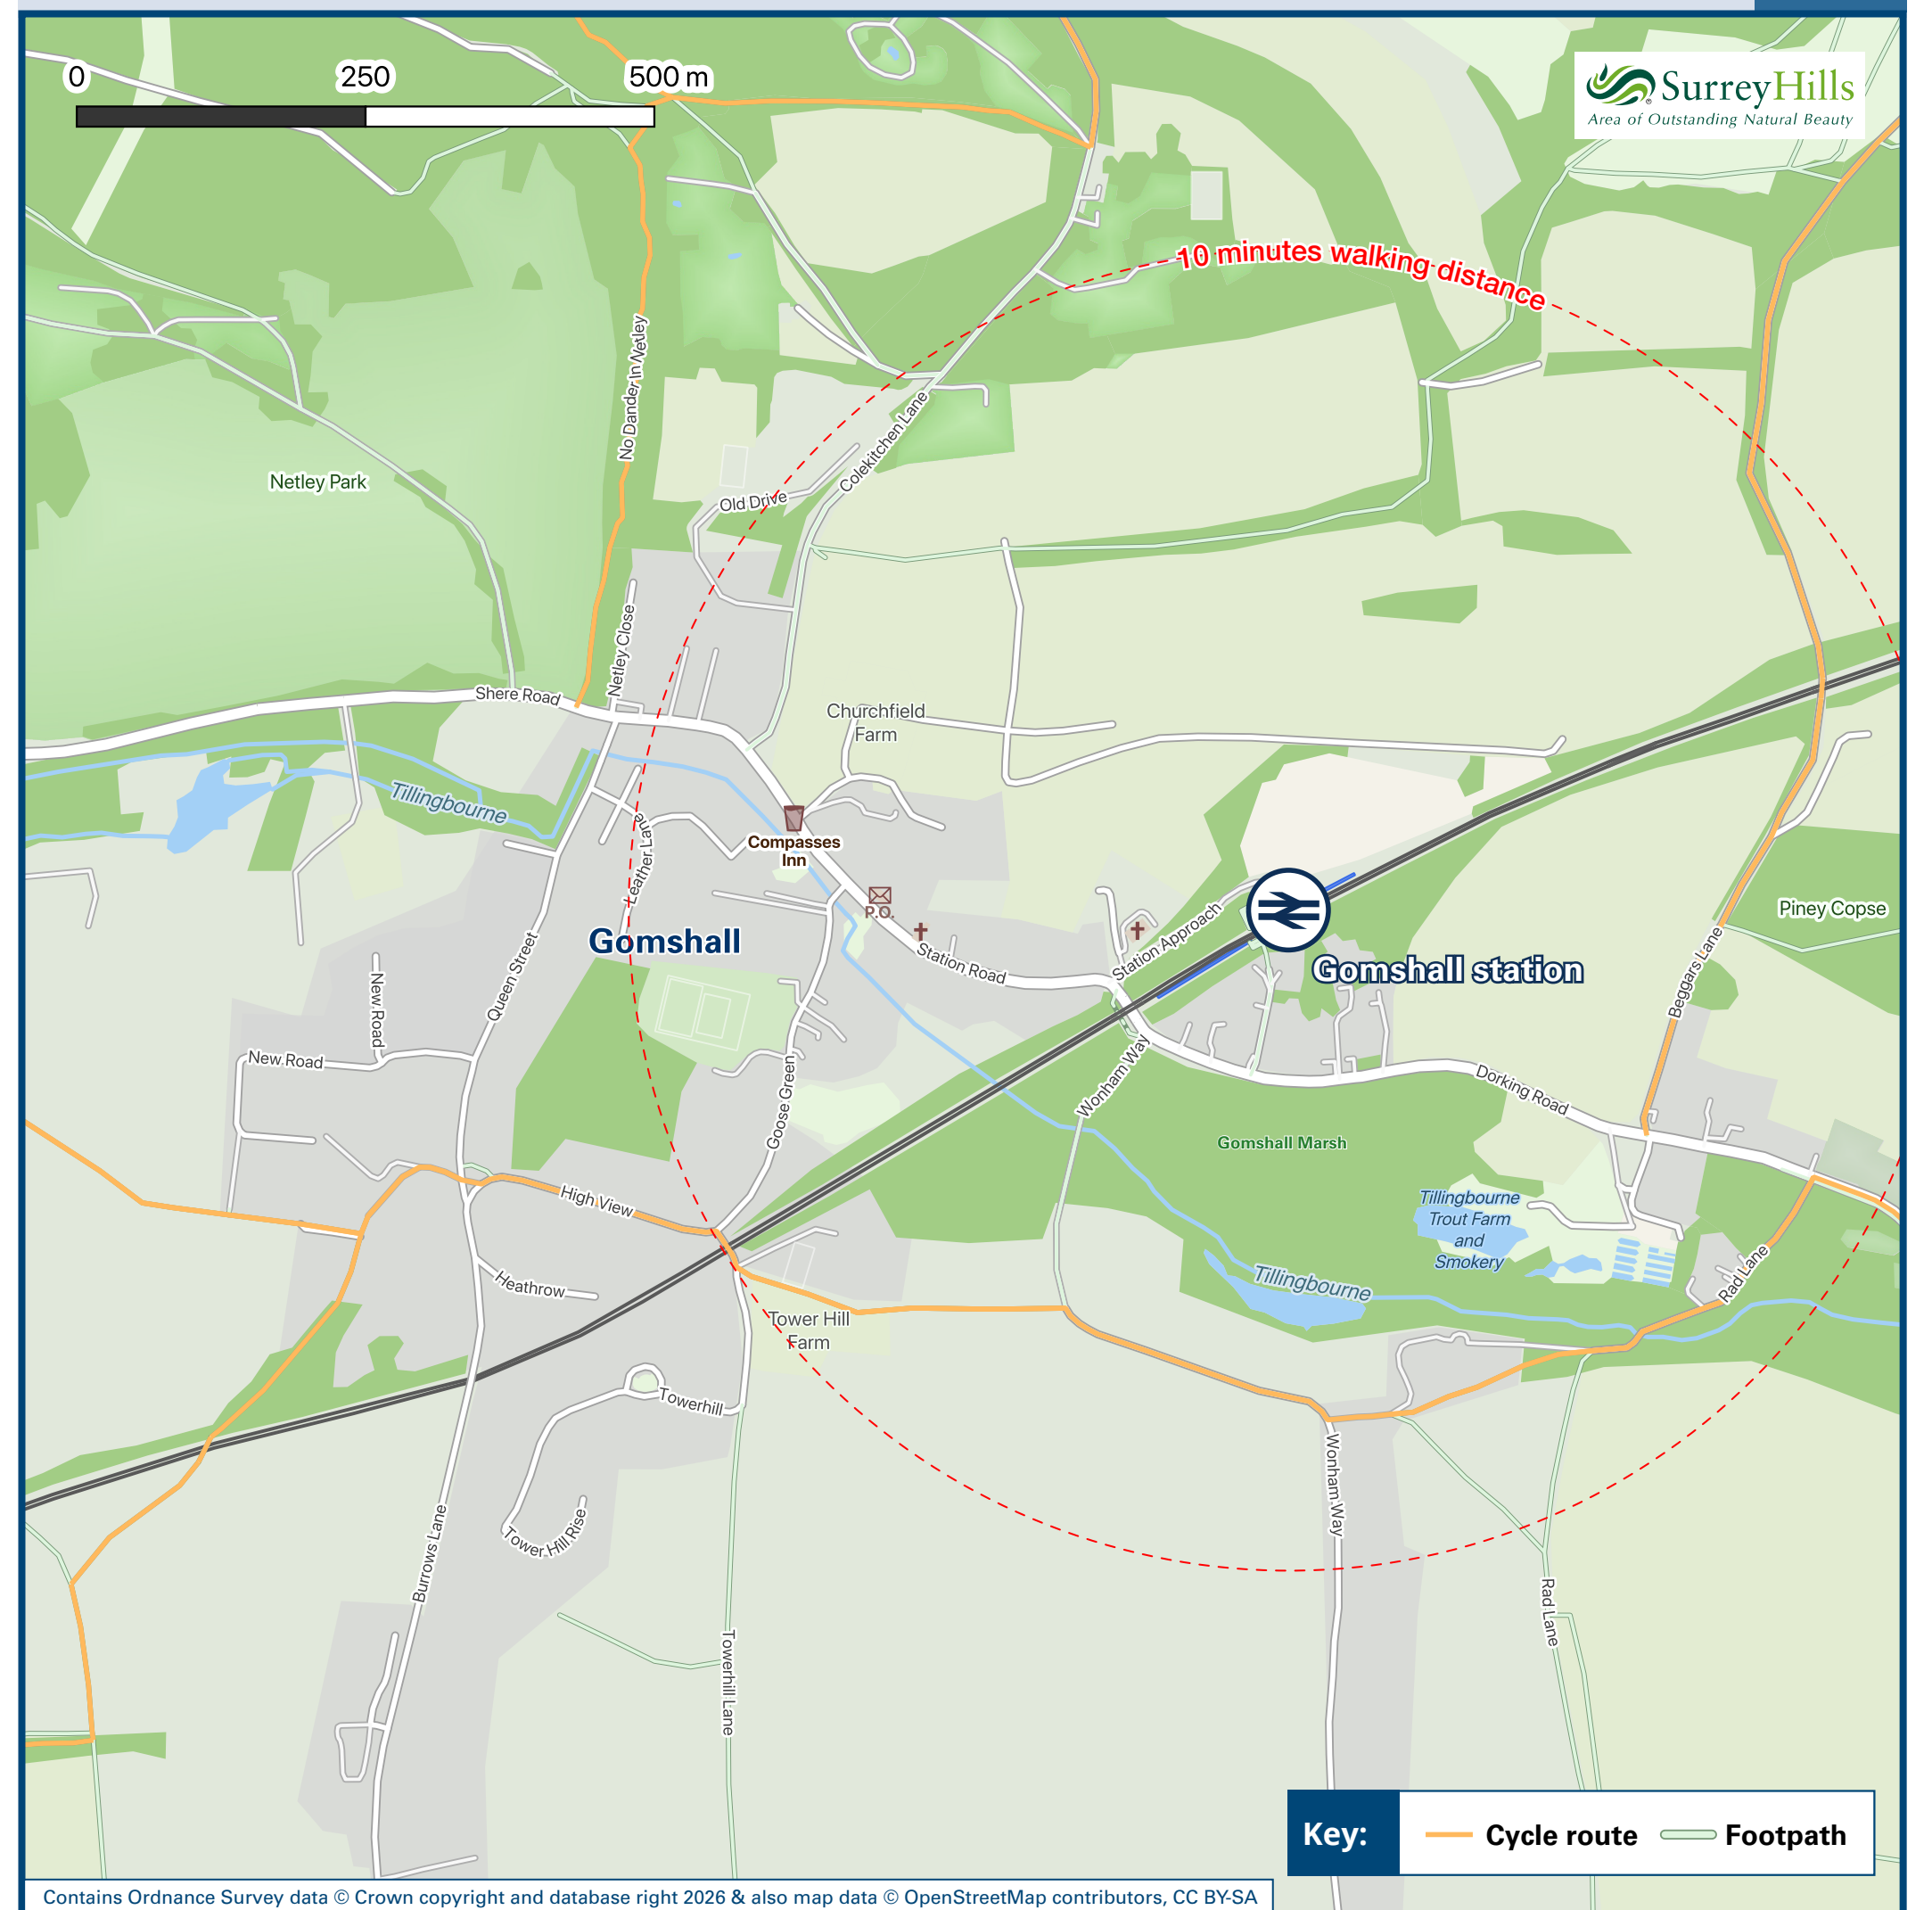 0 250 500 m
SurreyHills
®
Area of Outstanding Natural Beauty
10 minutes walking distance
No Dander In Netley
Netley Park
Colekitchen Lane
Old Drive
Netley Close
Shere Road
Churchfield
Farm
Tillingbourne
Compasses
Inn
Leather Lane
P.O.
Piney Copse
Gomshall
Station Approach
Station Road
Gomshall station
Queen Street
New Road
New Road
Beggars Lane
Goose Green
Wonham Way
Dorking Road
Gomshall Marsh
High View
Tillingbourne
Trout Farm
and
Smokery
Heathrow
Tillingbourne
Rad Lane
Tower Hill
Farm
Towerhill
Wonham Way
Tower Hill Rise
Burrows Lane
Rad Lane
Towerhill Lane
Key: Cycle route Footpath
Contains Ordnance Survey data © Crown copyright and database right 2026 & also map data © OpenStreetMap contributors, CC BY-SA